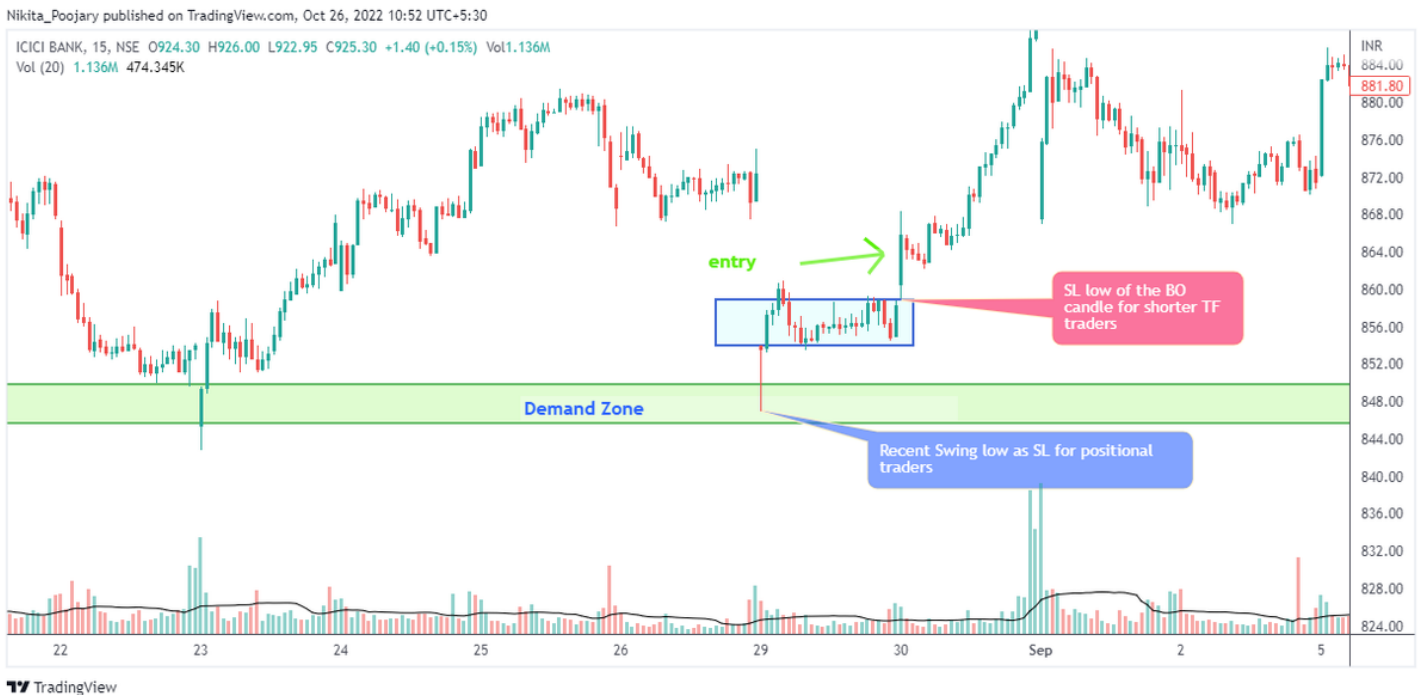 Nikita_Poojary published on TradingView.com, Oct 26, 2022 10:52 UTC+5:30
ICICI BANK, 15, NSE O924.30 H926.00 L922.95 C925.30 +1.40 (+0.15%) Vol1.136M
Vol (20) 1.136M 474.345K
INR
884.00
881.80
880.00
876.00
872.00
868.00
864.00
860.00
856.00
852.00
848.00
844.00
840.00
836.00
832.00
828.00
824.00
entry
SL low of the BO
candle for shorter TF
traders
Demand Zone
Recent Swing low as SL for positional
traders
22 23 24 25 26 29 30 Sep 2 5
TradingView